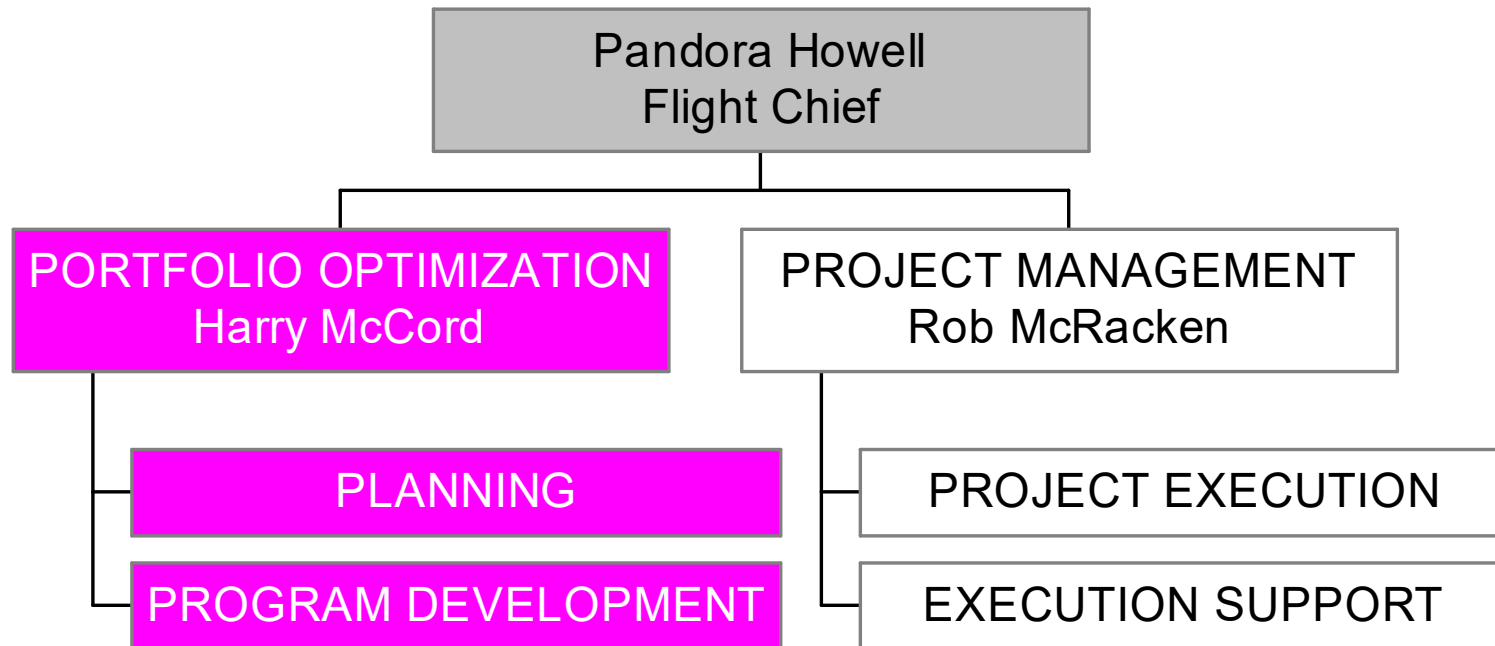 Pandora Howell
Flight Chief
PORTFOLIO OPTIMIZATION
Harry McCord
PROJECT MANAGEMENT
Rob McRacken
PLANNING
PROGRAM DEVELOPMENT
PROJECT EXECUTION
EXECUTION SUPPORT